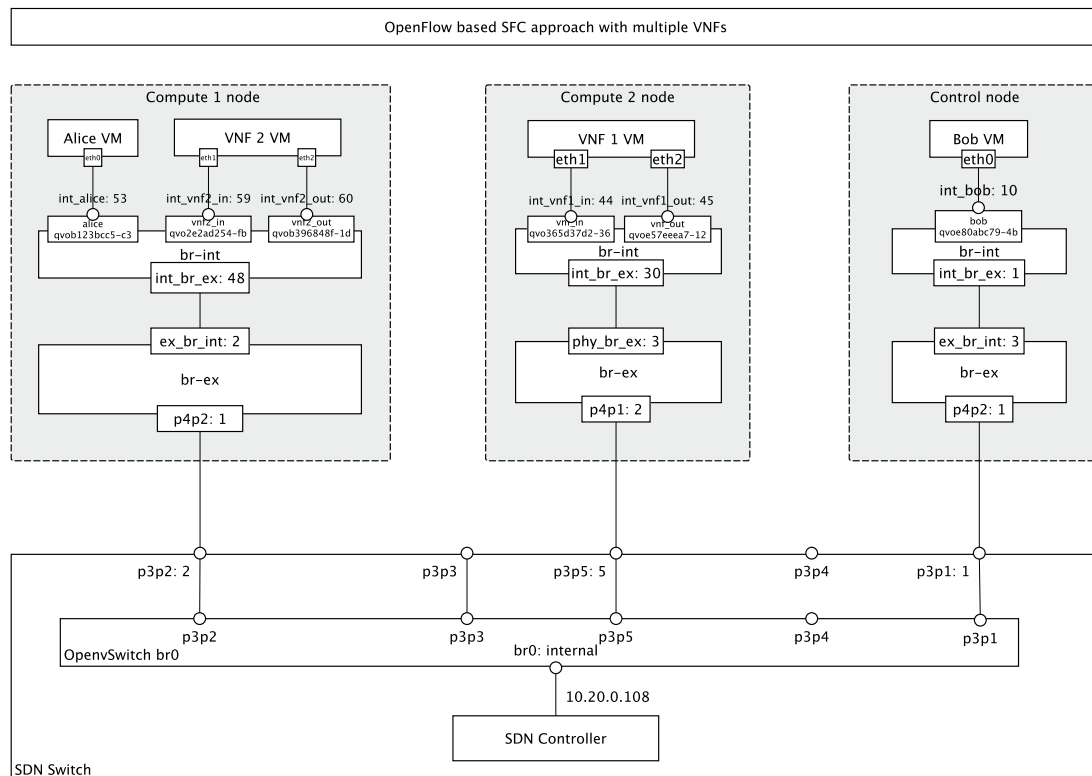 OpenFlow based SFC approach with multiple VNFs
Compute 1 node
Alice VM
eth0
VNF 2 VM
eth1
eth2
int_alice: 53
int_vnf2_in: 59
int_vnf2_out: 60
alice
qvob123bcc5-c3
vnf2_in
qvo2e2ad254-fb
vnf2_out
qvob396848f-1d
br-int
int_br_ex: 48
ex_br_int: 2
br-ex
p4p2: 1
Compute 2 node
VNF 1 VM
eth1
eth2
int_vnf1_in: 44
int_vnf1_out: 45
vnf_in
qvo365d37d2-36
vnf_out
qvoe57eeea7-12
br-int
int_br_ex: 30
phy_br_ex: 3
br-ex
p4p1: 2
Control node
Bob VM
eth0
int_bob: 10
bob
qvoe80abc79-4b
br-int
int_br_ex: 1
ex_br_int: 3
br-ex
p4p2: 1
p3p2: 2
p3p3
p3p5: 5
p3p4
p3p1: 1
p3p2
p3p3
p3p5
p3p4
p3p1
OpenvSwitch br0
br0: internal
10.20.0.108
SDN Controller
SDN Switch